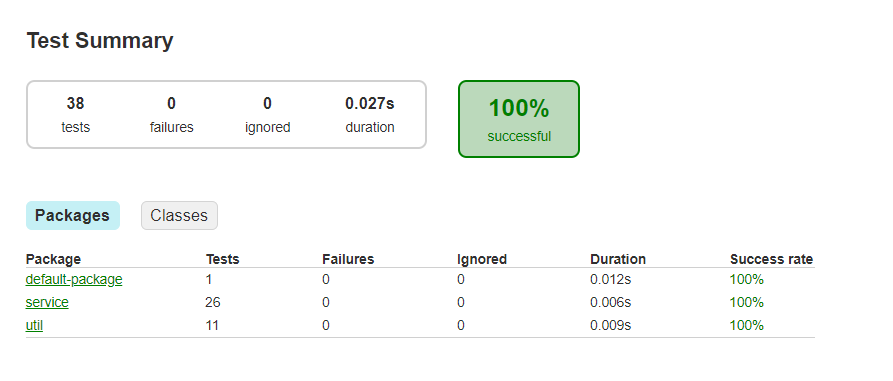 Test Summary
38 0 0 0.027s 100%
tests failures ignored duration successful
Packages Classes
Package Tests Failures Ignored Duration Success rate
default-package 1 0 0 0.012s 100%
service 26 0 0 0.006s 100%
util 11 0 0 0.009s 100%